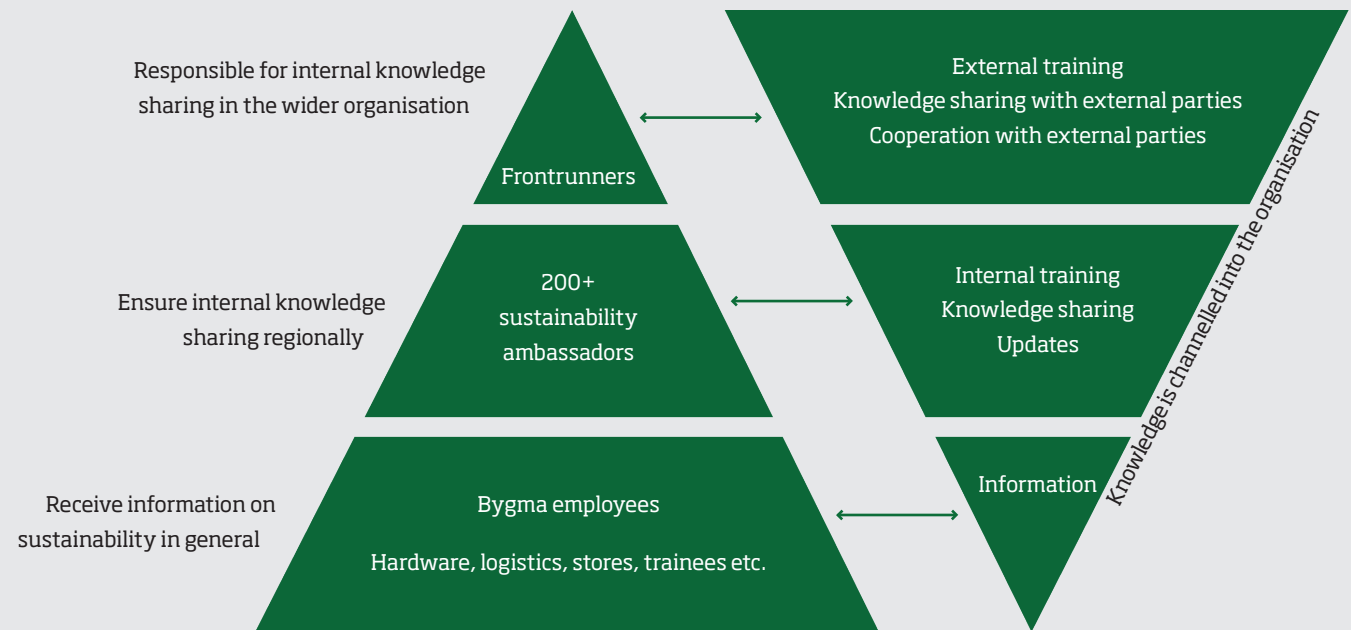 Responsible for internal knowledge
sharing in the wider organisation
Frontrunners
External training
Knowledge sharing with external parties
Cooperation with external parties
Ensure internal knowledge
sharing regionally
200+
sustainability
ambassadors
Internal training
Knowledge sharing
Updates
Receive information on
sustainability in general
Bygma employees
Hardware, logistics, stores, trainees etc.
Information
Knowledge is channelled into the organisation